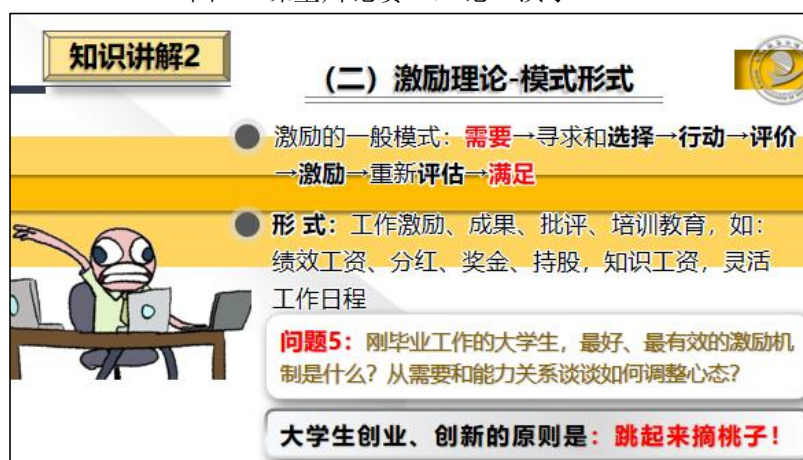 知识讲解2
（二）激励理论-模式形式
激励的一般模式：需要→寻求和选择→行动→评价
→激励→重新评估→满足
形 式：工作激励、成果、批评、培训教育，如：
绩效工资、分红、奖金、持股，知识工资，灵活
工作日程
问题5：刚毕业工作的大学生，最好、最有效的激励机
制是什么？从需要和能力关系谈谈如何调整心态？
大学生创业、创新的原则是：跳起来摘桃子！